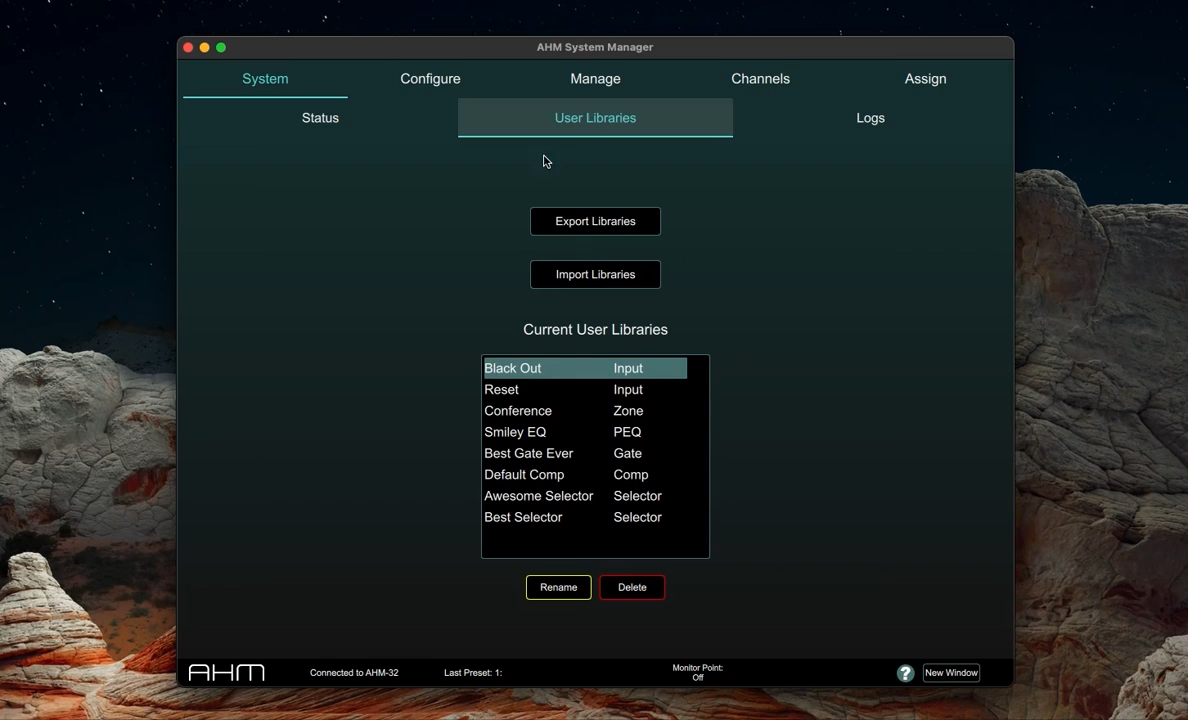 AHM System Manager
System Configure Manage Channels Assign
Status User Libraries Logs
Export Libraries
Import Libraries
Current User Libraries
Black Out Input
Reset Input
Conference Zone
Smiley EQ PEQ
Best Gate Ever Gate
Default Comp Comp
Awesome Selector Selector
Best Selector Selector
Rename Delete
AHM Connected to AHM-32 Last Preset: 1: Monitor Point: Off ? New Window